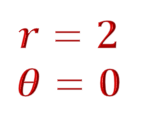 r = 2
θ = 0